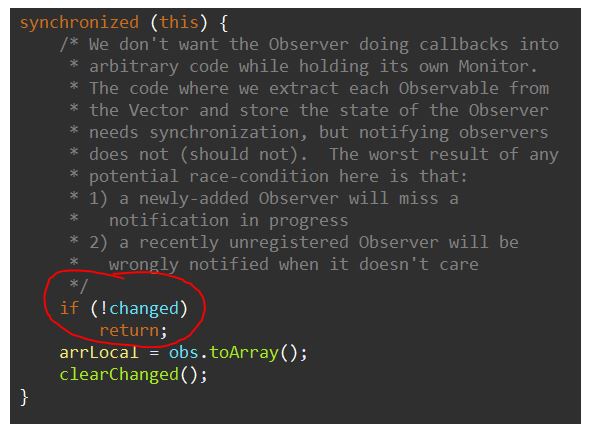 synchronized (this) {
/* We don't want the Observer doing callbacks into
* arbitrary code while holding its own Monitor.
* The code where we extract each Observable from
* the Vector and store the state of the Observer
* needs synchronization, but notifying observers
* does not (should not).  The worst result of any
* potential race-condition here is that:
* 1) a newly-added Observer will miss a
*   notification in progress
* 2) a recently unregistered Observer will be
*   wrongly notified when it doesn't care
*/
if (!changed)
return;
arrLocal = obs.toArray();
clearChanged();
}